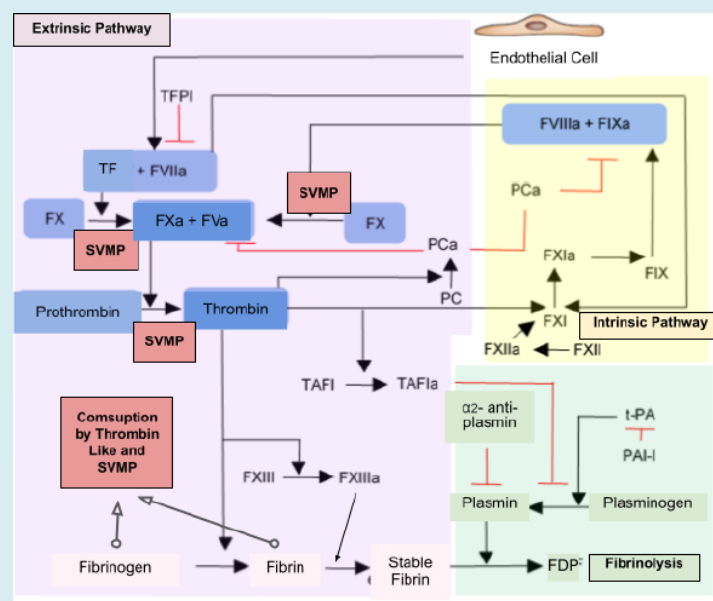 Extrinsic Pathway
Endothelial Cell
TFPI
FVIIIa + FIXa
TF + FVIIa
SVMP
PCa
FX
FXa + FVa
FX
SVMP
PCa
FXIa
FIX
PC
Prothrombin
Thrombin
FXI
Intrinsic Pathway
SVMP
FXIIa
FXII
TAFI
TAFIa
α2- anti-
plasmin
t-PA
PAI-I
Comsuption
by Thrombin
Like and
SVMP
FXIII
FXIIIa
Plasmin
Plasminogen
Fibrinogen
Fibrin
Stable
Fibrin
FDP
Fibrinolysis